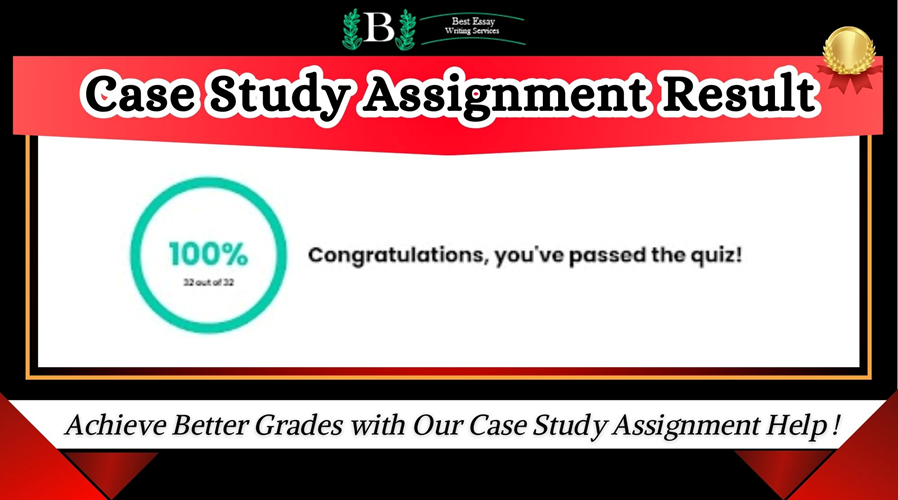 B
Best Essay
Writing Services
Case Study Assignment Result
100%
32 out of 32
Congratulations, you've passed the quiz!
Achieve Better Grades with Our Case Study Assignment Help !